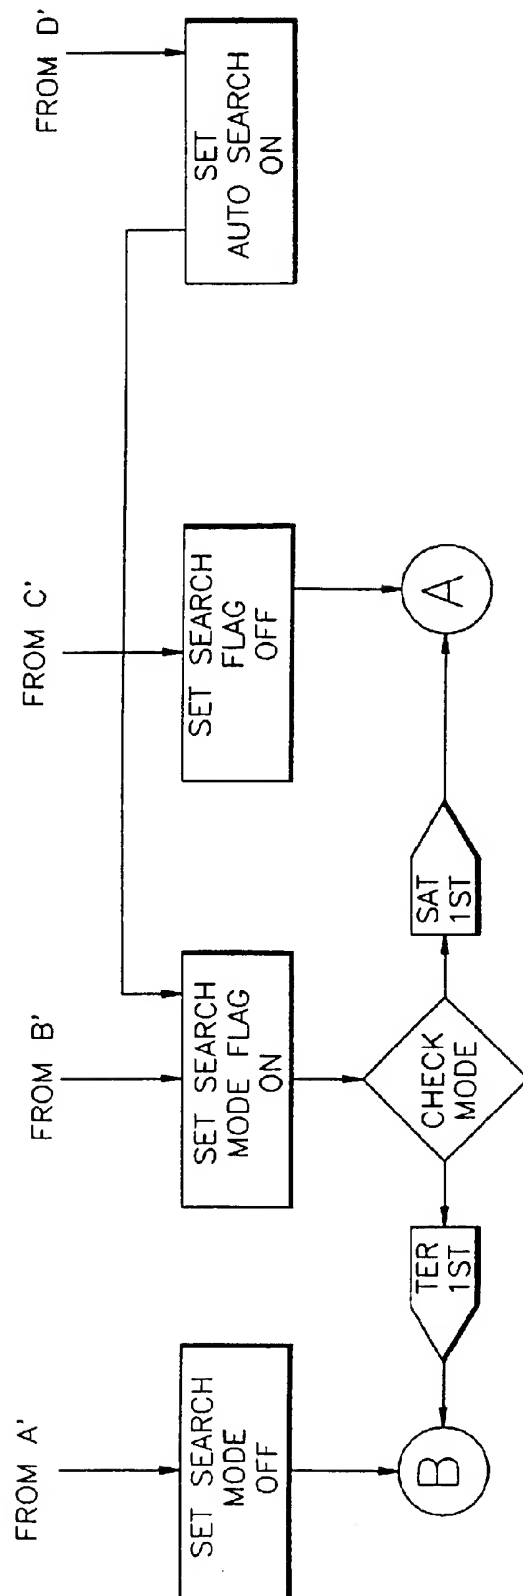 FROM A'
FROM B'
FROM C'
FROM D'
SET SEARCH
MODE
OFF
SET SEARCH
MODE FLAG
ON
SET SEARCH
FLAG
OFF
SET
AUTO SEARCH
ON
B
TER
1ST
CHECK
MODE
SAT
1ST
A